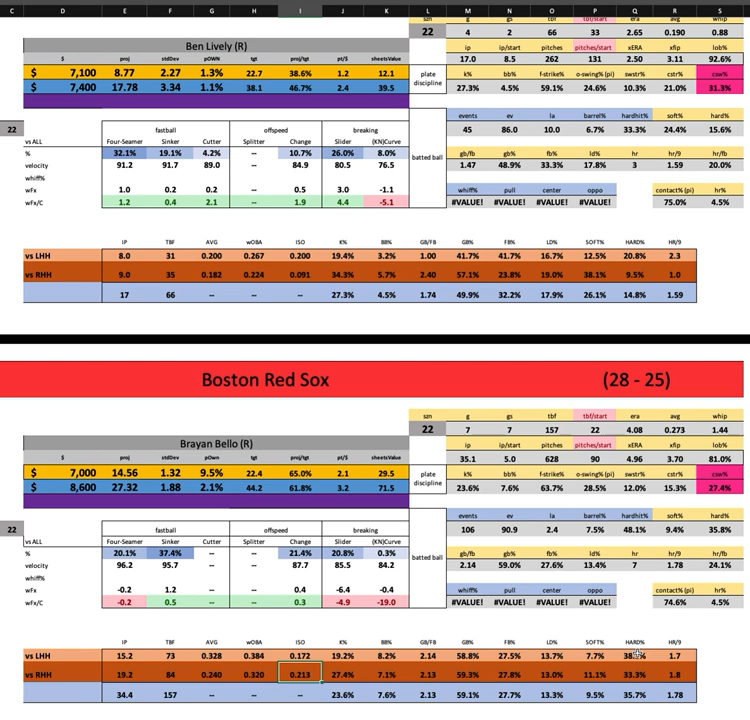 C D E F G H I J K L M N O P Q R S
szn g gs tbf tbf/start era avg whip
22 4 2 66 33 2.65 0.190 0.88
Ben Lively (R) ip ip/start pitches pitches/start xERA xfip lob%
$ proj stdDev pOWN tgt proj/tgt pt/$ sheetsValue 17.0 8.5 262 131 2.50 3.11 92.6%
$ 7,100 8.77 2.27 1.3% 22.7 38.6% 1.2 12.1 plate discipline k% bb% f-strike% o-swing% (pi) swstr% cstr% csw%
$ 7,400 17.78 3.34 1.1% 38.1 46.7% 2.4 39.5 27.3% 4.5% 59.1% 24.6% 10.3% 21.0% 31.3%
events ev la barrel% hardhit% soft% hard%
22 fastball offspeed breaking 45 86.0 10.0 6.7% 33.3% 24.4% 15.6%
vs ALL Four-Seamer Sinker Cutter Splitter Change Slider (KN)Curve batted ball
% 32.1% 19.1% 4.2% -- 10.7% 26.0% 8.0% gb/fb gb% fb% ld% hr hr/9 hr/fb
velocity 91.2 91.7 89.0 -- 84.9 80.5 76.5 1.47 48.9% 33.3% 17.8% 3 1.59 20.0%
whiff%
wFx 1.0 0.2 0.2 -- 0.5 3.0 -1.1 whiff% pull center oppo contact% (pi) hr%
wFx/C 1.2 0.4 2.1 -- 1.9 4.4 -5.1 #VALUE! #VALUE! #VALUE! #VALUE! 75.0% 4.5%
IP TBF AVG wOBA ISO K% BB% GB/FB GB% FB% LD% SOFT% HARD% HR/9
vs LHH 8.0 31 0.200 0.267 0.200 19.4% 3.2% 1.00 41.7% 41.7% 16.7% 12.5% 20.8% 2.3
vs RHH 9.0 35 0.182 0.224 0.091 34.3% 5.7% 2.40 57.1% 23.8% 19.0% 38.1% 9.5% 1.0
17 66 -- -- -- 27.3% 4.5% 1.74 49.9% 32.2% 17.9% 26.1% 14.8% 1.59
Boston Red Sox (28 - 25)
szn g gs tbf tbf/start era avg whip
22 7 7 157 22 4.08 0.273 1.44
Brayan Bello (R) ip ip/start pitches pitches/start xERA xfip lob%
$ proj stdDev pOwn tgt proj/tgt pt/$ sheetsValue 35.1 5.0 628 90 4.96 3.70 81.0%
$ 7,000 14.56 1.32 9.5% 22.4 65.0% 2.1 29.5 plate discipline k% bb% f-strike% o-swing% (pi) swstr% cstr% csw%
$ 8,600 27.32 1.88 2.1% 44.2 61.8% 3.2 71.5 23.6% 7.6% 63.7% 28.5% 12.0% 15.3% 27.4%
events ev la barrel% hardhit% soft% hard%
22 fastball offspeed breaking 106 90.9 2.4 7.5% 48.1% 9.4% 35.8%
vs ALL Four-Seamer Sinker Cutter Splitter Change Slider (KN)Curve batted ball
% 20.1% 37.4% -- -- 21.4% 20.8% 0.3% gb/fb gb% fb% ld% hr hr/9 hr/fb
velocity 96.2 95.7 -- -- 87.7 85.5 84.2 2.14 59.0% 27.6% 13.4% 7 1.78 24.1%
whiff%
wFx -0.2 1.2 -- -- 0.4 -6.4 -0.4 whiff% pull center oppo contact% (pi) hr%
wFx/C -0.2 0.5 -- -- 0.3 -4.9 -19.0 #VALUE! #VALUE! #VALUE! #VALUE! 74.6% 4.5%
IP TBF AVG wOBA ISO K% BB% GB/FB GB% FB% LD% SOFT% HARD% HR/9
vs LHH 15.2 73 0.328 0.384 0.172 19.2% 8.2% 2.14 58.8% 27.5% 13.7% 7.7% 1.7
vs RHH 19.2 84 0.240 0.320 0.213 27.4% 7.1% 2.13 59.3% 27.8% 13.0% 11.1% 33.3% 1.8
34.4 157 -- -- -- 23.6% 7.6% 2.13 59.1% 27.7% 13.3% 9.5% 35.7% 1.78